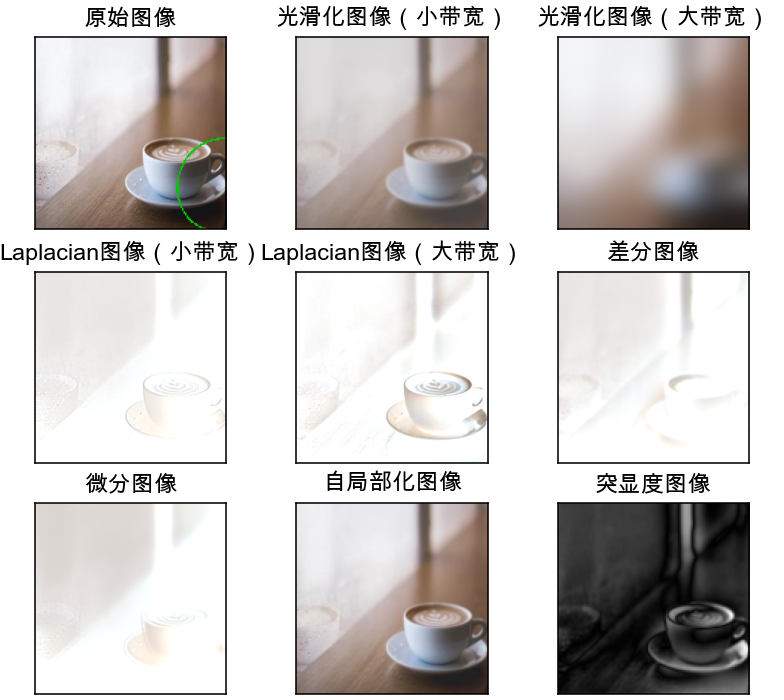 原始图像
光滑化图像（小带宽）
光滑化图像（大带宽）
Laplacian图像（小带宽）
Laplacian图像（大带宽）
差分图像
微分图像
自局部化图像
突显度图像